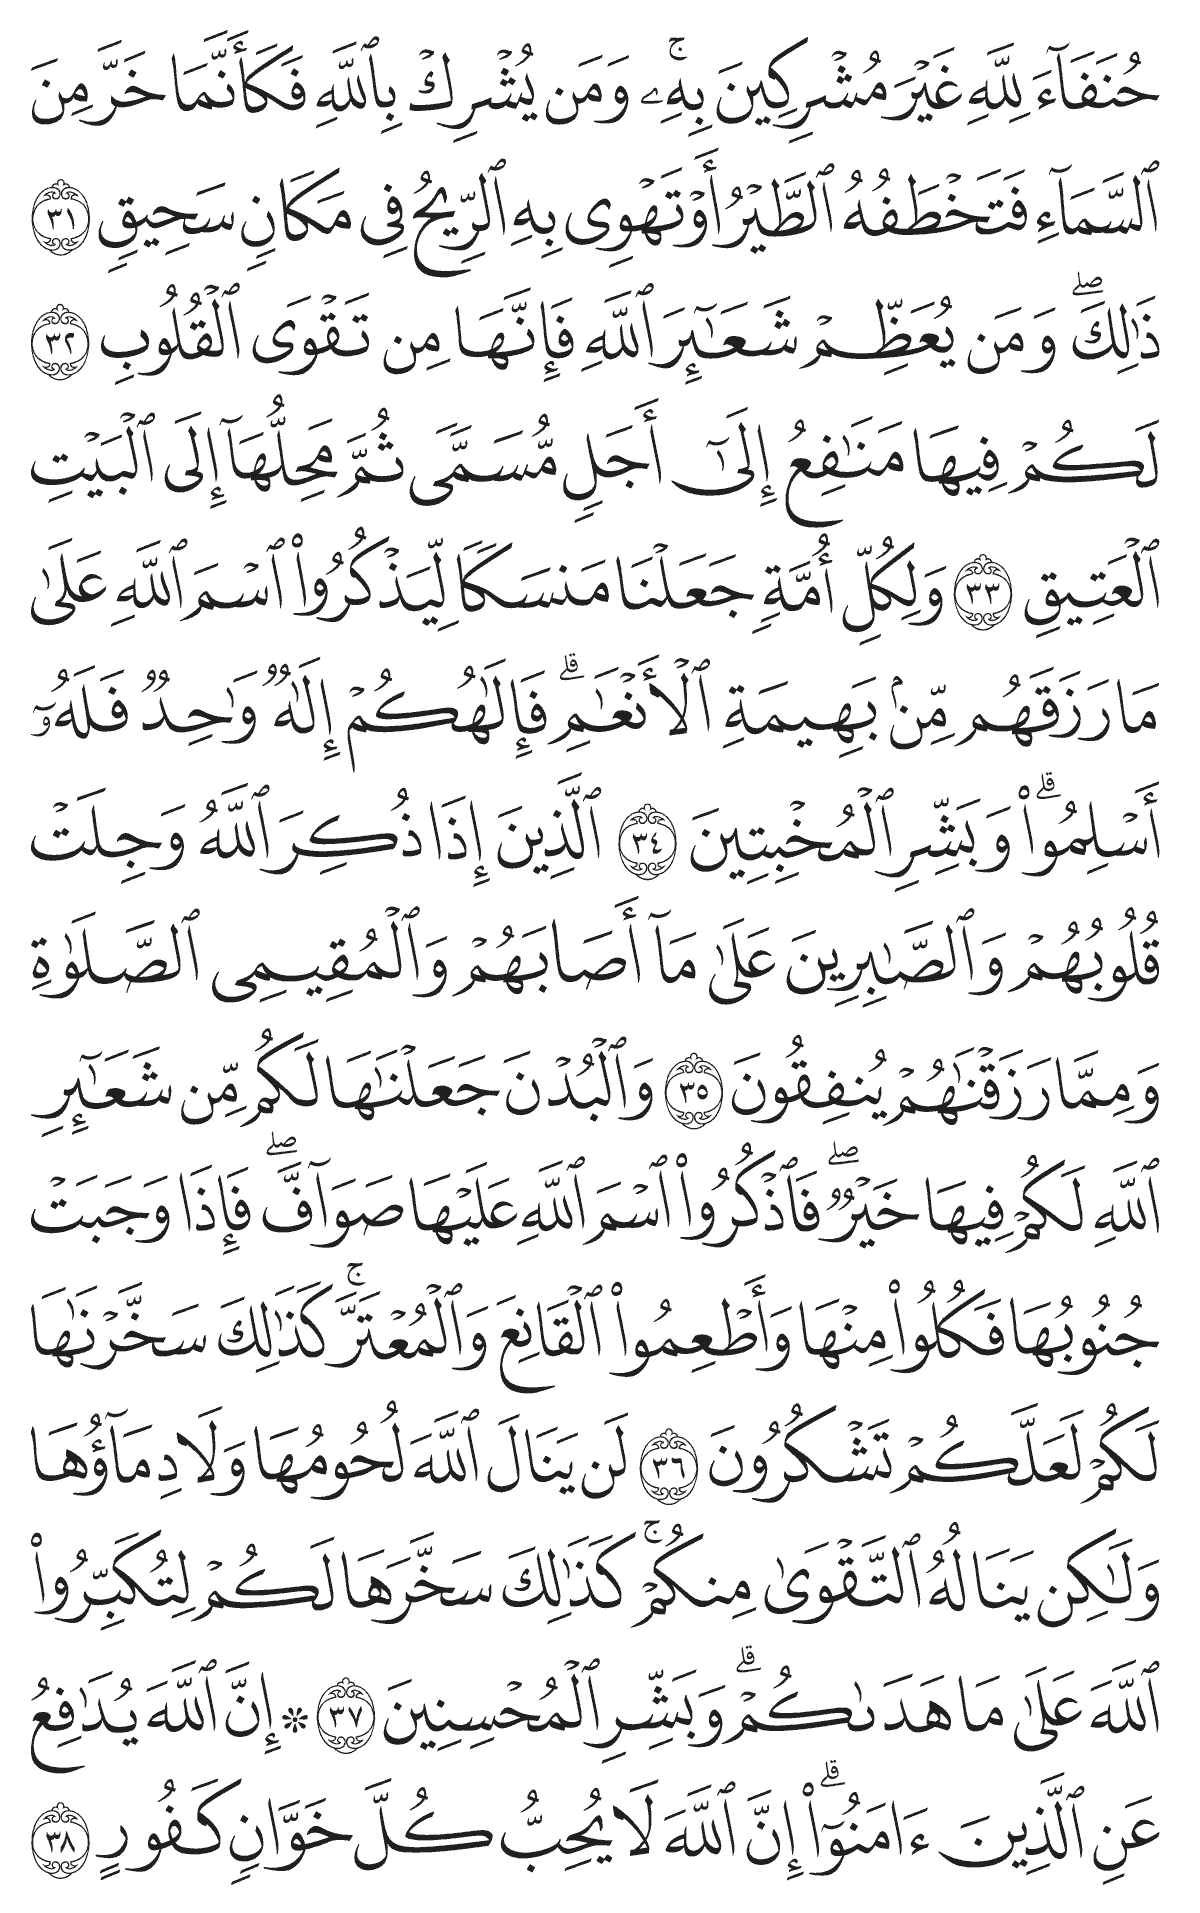 حُنَفَآءَ لِلَّهِ غَيْرَ مُشْرِكِينَ بِهِۦۚ وَمَن يُشْرِكْ بِٱللَّهِ فَكَأَنَّمَا خَرَّ مِنَ
ٱلسَّمَآءِ فَتَخْطَفُهُ ٱلطَّيْرُ أَوْ تَهْوِى بِهِ ٱلرِّيحُ فِى مَكَانٍ سَحِيقٍ ٣١
ذَٰلِكَۖ وَمَن يُعَظِّمْ شَعَٰٓئِرَ ٱللَّهِ فَإِنَّهَا مِن تَقْوَى ٱلْقُلُوبِ ٣٢
لَكُمْ فِيهَا مَنَٰفِعُ إِلَىٰٓ أَجَلٍ مُّسَمًّى ثُمَّ مَحِلُّهَآ إِلَى ٱلْبَيْتِ
ٱلْعَتِيقِ ٣٣ وَلِكُلِّ أُمَّةٍ جَعَلْنَا مَنسَكًا لِّيَذْكُرُوا۟ ٱسْمَ ٱللَّهِ عَلَىٰ
مَا رَزَقَهُم مِّنۢ بَهِيمَةِ ٱلْأَنْعَٰمِۗ فَإِلَٰهُكُمْ إِلَٰهٌ وَٰحِدٌ فَلَهُۥٓ
أَسْلِمُوا۟ۗ وَبَشِّرِ ٱلْمُخْبِتِينَ ٣٤ ٱلَّذِينَ إِذَا ذُكِرَ ٱللَّهُ وَجِلَتْ
قُلُوبُهُمْ وَٱلصَّٰبِرِينَ عَلَىٰ مَآ أَصَابَهُمْ وَٱلْمُقِيمِى ٱلصَّلَوٰةِ
وَمِمَّا رَزَقْنَٰهُمْ يُنفِقُونَ ٣٥ وَٱلْبُدْنَ جَعَلْنَٰهَا لَكُم مِّن شَعَٰٓئِرِ
ٱللَّهِ لَكُمْ فِيهَا خَيْرٌۖ فَٱذْكُرُوا۟ ٱسْمَ ٱللَّهِ عَلَيْهَا صَوَآفَّۖ فَإِذَا وَجَبَتْ
جُنُوبُهَا فَكُلُوا۟ مِنْهَا وَأَطْعِمُوا۟ ٱلْقَانِعَ وَٱلْمُعْتَرَّۚ كَذَٰلِكَ سَخَّرْنَٰهَا
لَكُمْ لَعَلَّكُمْ تَشْكُرُونَ ٣٦ لَن يَنَالَ ٱللَّهَ لُحُومُهَا وَلَا دِمَآؤُهَا
وَلَٰكِن يَنَالُهُ ٱلتَّقْوَىٰ مِنكُمْۚ كَذَٰلِكَ سَخَّرَهَا لَكُمْ لِتُكَبِّرُوا۟
ٱللَّهَ عَلَىٰ مَا هَدَىٰكُمْۗ وَبَشِّرِ ٱلْمُحْسِنِينَ ٣٧ ۞ إِنَّ ٱللَّهَ يُدَٰفِعُ
عَنِ ٱلَّذِينَ ءَامَنُوٓا۟ۗ إِنَّ ٱللَّهَ لَا يُحِبُّ كُلَّ خَوَّانٍ كَفُورٍ ٣٨